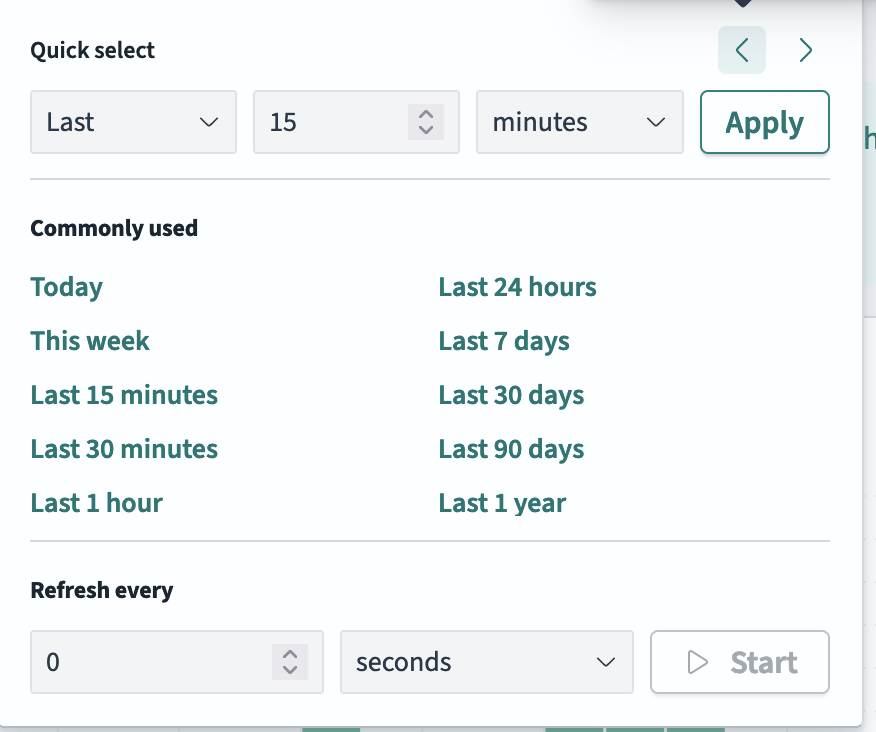 Quick select
Last 15 minutes Apply
Commonly used
Today Last 24 hours
This week Last 7 days
Last 15 minutes Last 30 days
Last 30 minutes Last 90 days
Last 1 hour Last 1 year
Refresh every
0 seconds Start